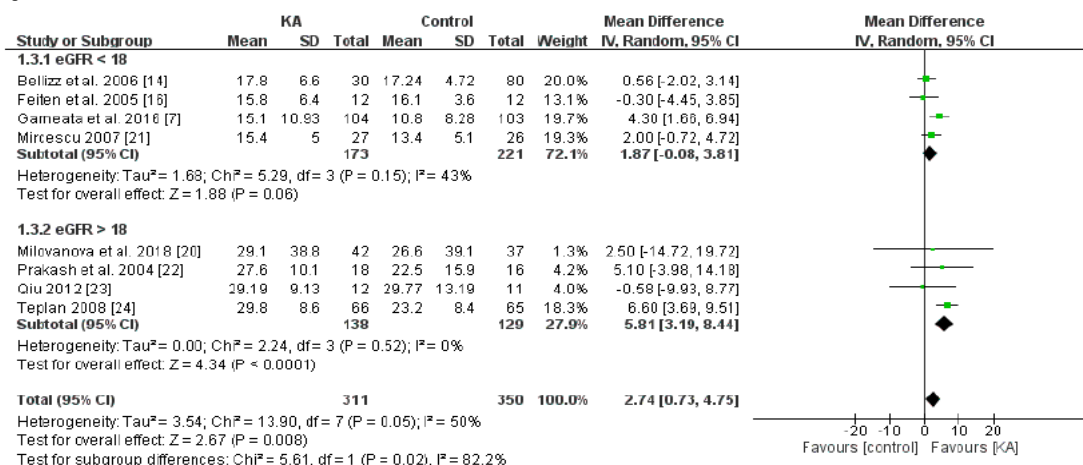 KA Control Mean Difference Mean Difference
Study or Subgroup Mean SD Total Mean SD Total Weight IV, Random, 95% CI IV, Random, 95% CI
1.3.1 eGFR < 18
Bellizz et al. 2006 [14] 17.8 6.6 30 17.24 4.72 80 20.0% 0.56 [-2.02, 3.14]
Feiten et al. 2005 [16] 15.8 6.4 12 16.1 3.6 12 13.1% -0.30 [-4.45, 3.85]
Garneata et al. 2016 [7] 15.1 10.93 104 10.8 8.28 103 19.7% 4.30 [1.66, 6.94]
Mircescu 2007 [21] 15.4 5 27 13.4 5.1 26 19.3% 2.00 [-0.72, 4.72]
Subtotal (95% CI) 173 221 72.1% 1.87 [-0.08, 3.81]
Heterogeneity: Tau² = 1.68; Chi² = 5.29, df = 3 (P = 0.15); I² = 43%
Test for overall effect: Z = 1.88 (P = 0.06)
1.3.2 eGFR > 18
Milovanova et al. 2018 [20] 29.1 38.8 42 26.6 39.1 37 1.3% 2.50 [-14.72, 19.72]
Prakash et al. 2004 [22] 27.6 10.1 18 22.5 15.9 16 4.2% 5.10 [-3.98, 14.18]
Qiu 2012 [23] 29.19 9.13 12 29.77 13.19 11 4.0% -0.58 [-9.93, 8.77]
Teplan 2008 [24] 29.8 8.6 66 23.2 8.4 65 18.3% 6.60 [3.69, 9.51]
Subtotal (95% CI) 138 129 27.9% 5.81 [3.19, 8.44]
Heterogeneity: Tau² = 0.00; Chi² = 2.24, df = 3 (P = 0.52); I² = 0%
Test for overall effect: Z = 4.34 (P < 0.0001)
Total (95% CI) 311 350 100.0% 2.74 [0.73, 4.75]
Heterogeneity: Tau² = 3.54; Chi² = 13.90, df = 7 (P = 0.05); I² = 50%
Test for overall effect: Z = 2.67 (P = 0.008)
Test for subgroup differences: Chi² = 5.61, df = 1 (P = 0.02), I² = 82.2%
-20 -10 0 10 20
Favours [control] Favours [KA]